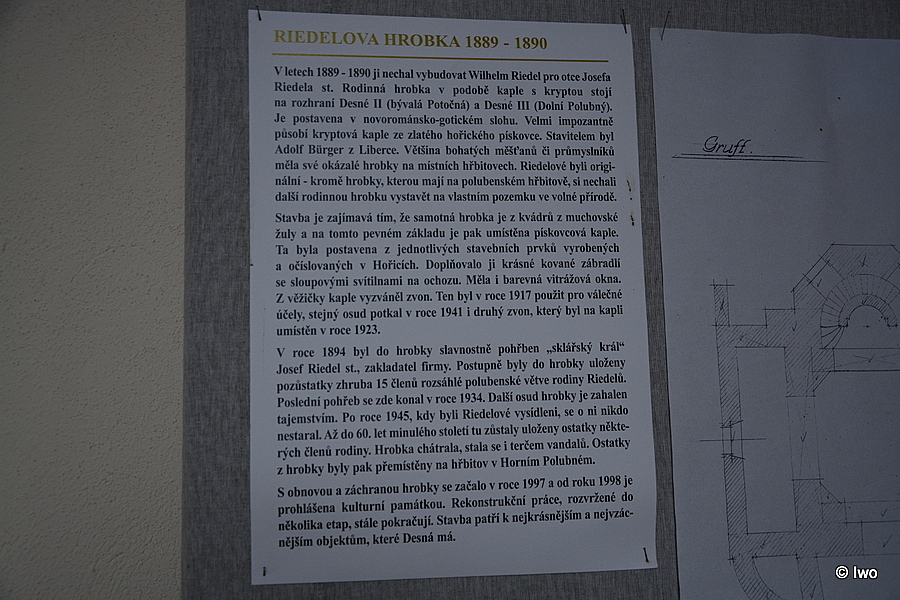 RIEDELOVA HROBKA 1889 - 1890
V letech 1889 - 1890 ji nechal vybudovat Wilhelm Riedel pro otce Josefa
Riedela st. Rodinná hrobka v podobě kaple s kryptou stojí
na rozhraní Desné II (bývalá Potočná) a Desné III (Dolní Polubný).
Je postavena v novorománsko-gotickém slohu. Velmi impozantně
působí kryptová kaple ze zlatého hořického pískovce. Stavitelem byl
Adolf Bürger z Liberce. Většina bohatých měšťanů či průmyslníků
měla své okázalé hrobky na místních hřbitovech. Riedelové byli origi-
nální - kromě hrobky, kterou mají na polubenském hřbitově, si nechali
další rodinnou hrobku vystavět na vlastním pozemku ve volné přírodě.
Stavba je zajímavá tím, že samotná hrobka je z kvádrů z muchovské
žuly a na tomto pevném základu je pak umístěna pískovcová kaple.
Ta byla postavena z jednotlivých stavebních prvků vyrobených
a očíslovaných v Hořicích. Doplňovalo ji krásné kované zábradlí
se sloupovými svítilnami na ochozu. Měla i barevná vitrážová okna.
Z věžičky kaple vyzváněl zvon. Ten byl v roce 1917 použit pro válečné
účely, stejný osud potkal v roce 1941 i druhý zvon, který byl na kapli
umístěn v roce 1923.
V roce 1894 byl do hrobky slavnostně pohřben „sklářský král“
Josef Riedel st., zakladatel firmy. Postupně byly do hrobky uloženy
pozůstatky zhruba 15 členů rozsáhlé polubenské větve rodiny Riedelů.
Poslední pohřeb se zde konal v roce 1934. Další osud hrobky je zahalen
tajemstvím. Po roce 1945, kdy byli Riedelové vysídleni, se o ni nikdo
nestaral. Až do 60. let minulého století tu zůstaly uloženy ostatky někte-
rých členů rodiny. Hrobka chátrala, stala se i terčem vandalů. Ostatky
z hrobky byly pak přemístěny na hřbitov v Horním Polubném.
S obnovou a záchranou hrobky se začalo v roce 1997 a od roku 1998 je
prohlášena kulturní památkou. Rekonstrukční práce, rozvržené do
několika etap, stále pokračují. Stavba patří k nejkrásnějším a nejvzác-
nějším objektům, které Desná má.
Gruft.
© Iwo